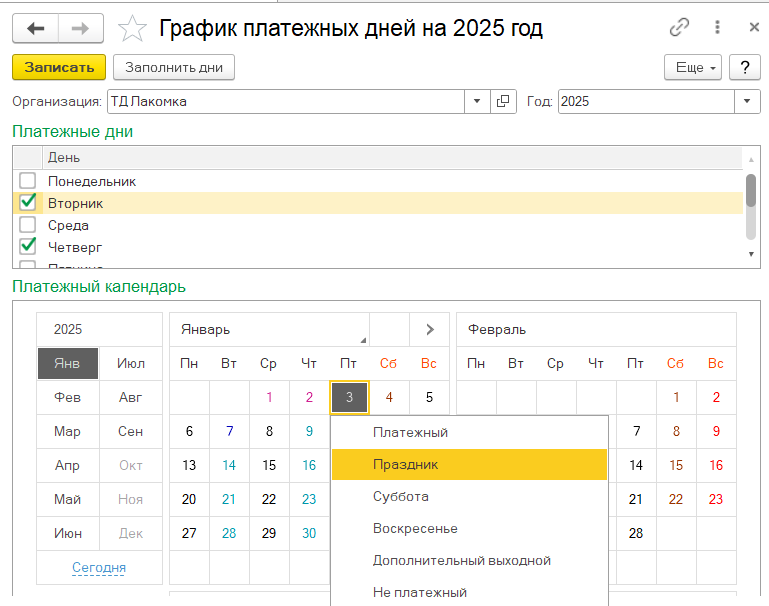 График платежных дней на 2025 год
Записать Заполнить дни Еще ?
Организация: ТД Лакомка Год: 2025
Платежные дни
День
Понедельник
Вторник
Среда
Четверг
Пятница
Платежный календарь
2025 Январь Февраль
Янв Июл Пн Вт Ср Чт Пт Сб Вс Пн Вт Ср Чт Пт Сб Вс
Фев Авг 1 2 3 4 5 1 2
Мар Сен 6 7 8 9 Платежный 7 8 9
Апр Окт 13 14 15 16 Праздник 14 15 16
Май Ноя 20 21 22 23 Суббота 21 22 23
Июн Дек 27 28 29 30 Воскресенье 28
Сегодня Дополнительный выходной
Не платежный